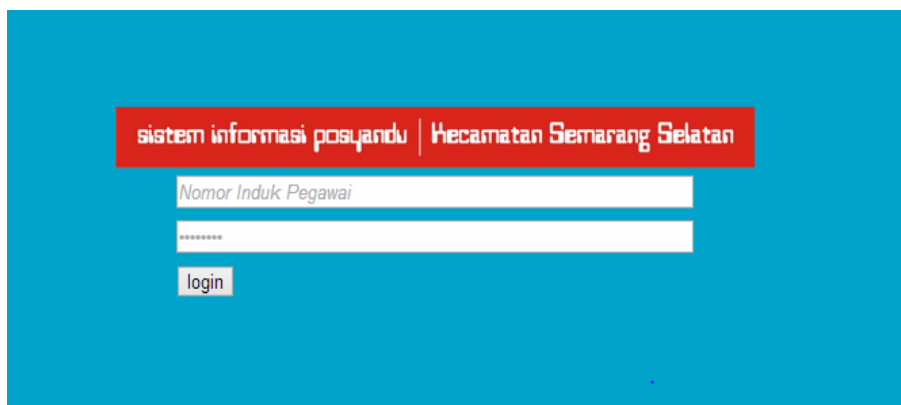 sistem informasi posyandu | Kecamatan Semarang Selatan
Nomor Induk Pegawai
••••••••
login